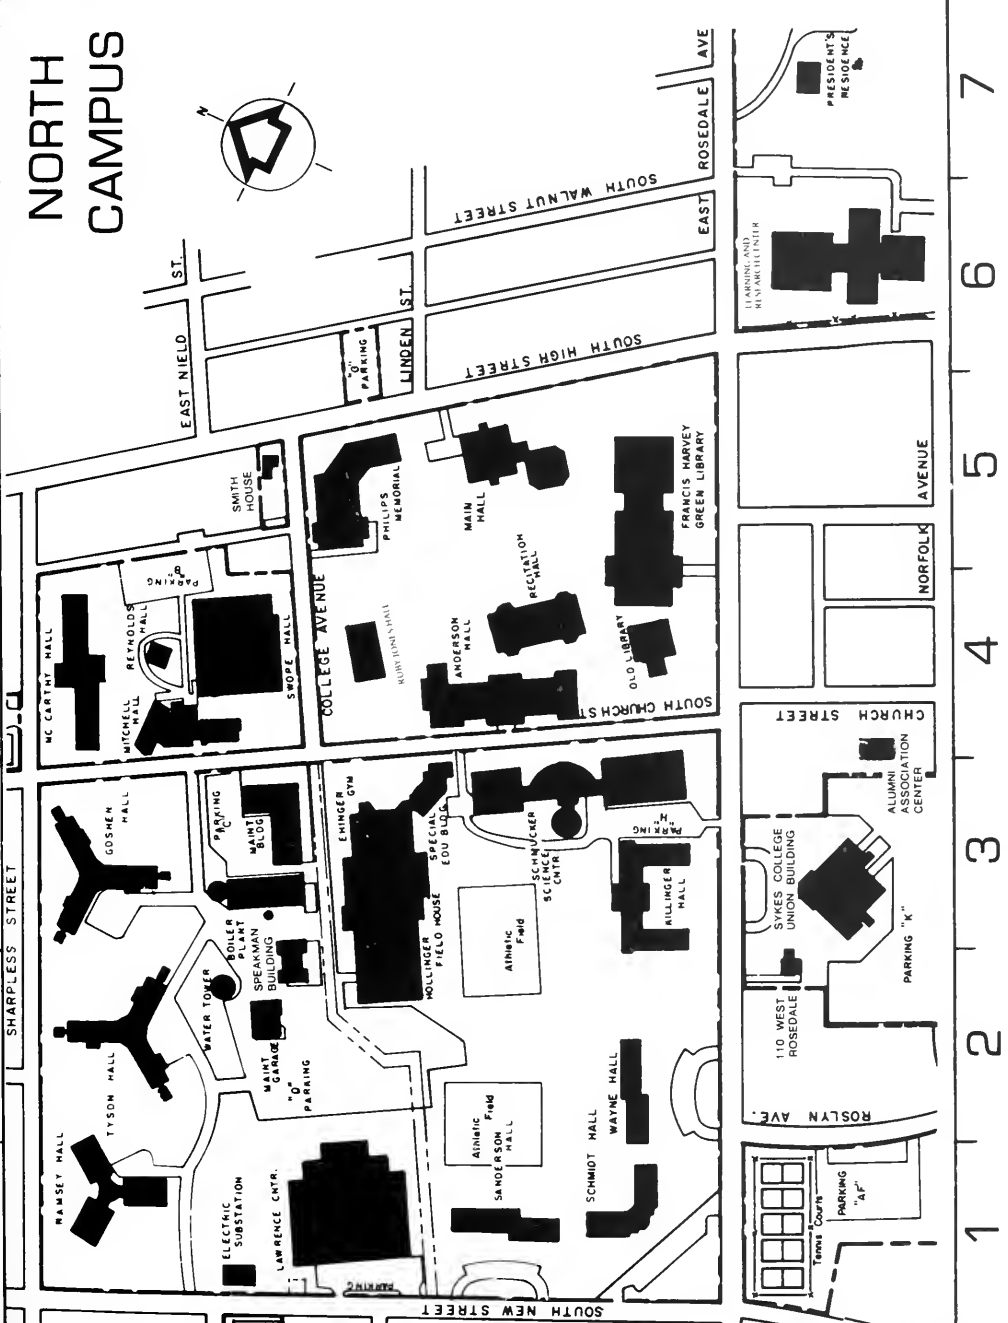 NORTH
CAMPUS
N
7
6
5
4
3
2
1
SHARPLESS STREET
EAST NIELD
ST.
LINDEN
ST.
"O"
PARKING
SOUTH WALNUT STREET
SOUTH HIGH STREET
EAST ROSEDALE AVE
PRESIDENT'S
RESIDENCE
LEARNING AND
RESEARCH CENTER
SMITH
HOUSE
PHILIPS
MEMORIAL
MAIN
HALL
FRANCIS HARVEY
GREEN LIBRARY
NORFOLK AVENUE
COLLEGE AVENUE
MC CARTHY HALL
REYNOLDS
HALL
PARKING
"B"
MITCHELL
HALL
SWOPE HALL
RUBY JONES HALL
ANDERSON
HALL
RECITATION
HALL
OLD LIBRARY
SOUTH CHURCH ST
CHURCH STREET
GOSHEN
HALL
PARKING
"C"
MAINT
BLDG
EHINGER
GYM
SPECIAL
EDU BLDG
HOLLINGER
FIELD HOUSE
SCHMUCKER
SCIENCE
CNTR.
PARKING
"H"
KILLINGER
HALL
Athletic
Field
BOILER
PLANT
SPEAKMAN
BUILDING
WATER TOWER
MAINT
GARAGE
"D"
PARKING
TYSON HALL
RAMSEY HALL
ELECTRIC
SUBSTATION
LAWRENCE CNTR.
PARKING
Athletic
Field
SANDERSON
HALL
SCHMIDT HALL
WAYNE HALL
SOUTH NEW STREET
ALUMNI
ASSOCIATION
CENTER
SYKES COLLEGE
UNION BUILDING
PARKING "K"
110 WEST
ROSEDALE
ROSLYN AVE.
Tennis Courts
PARKING
"AF"